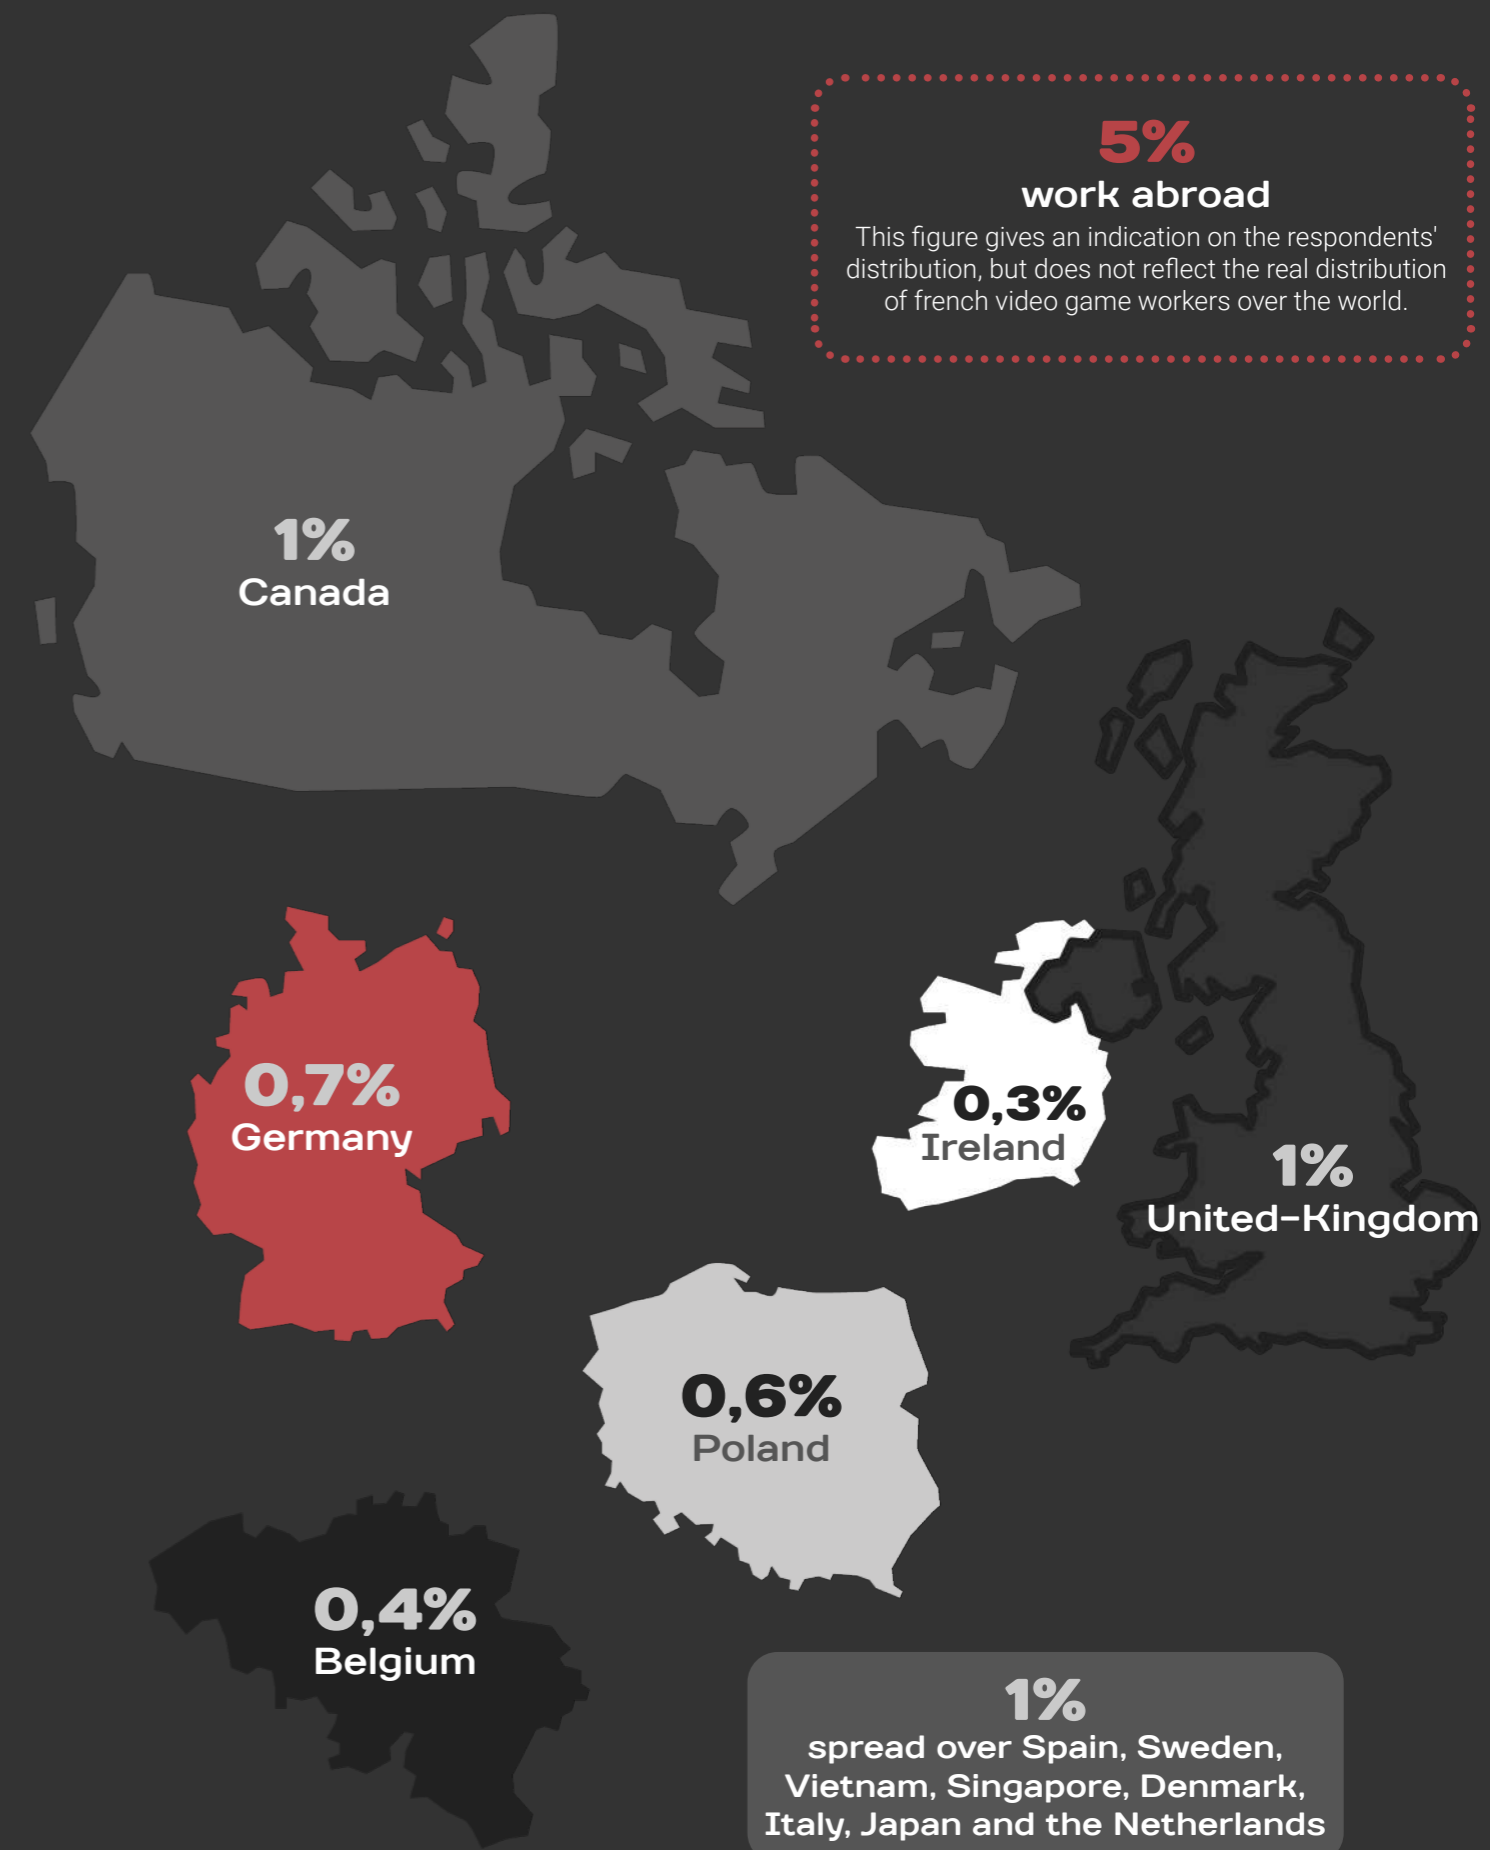 5%
work abroad
This figure gives an indication on the respondents'
distribution, but does not reflect the real distribution
of french video game workers over the world.
1%
Canada
0,7%
Germany
0,3%
Ireland
1%
United-Kingdom
0,6%
Poland
0,4%
Belgium
1%
spread over Spain, Sweden,
Vietnam, Singapore, Denmark,
Italy, Japan and the Netherlands